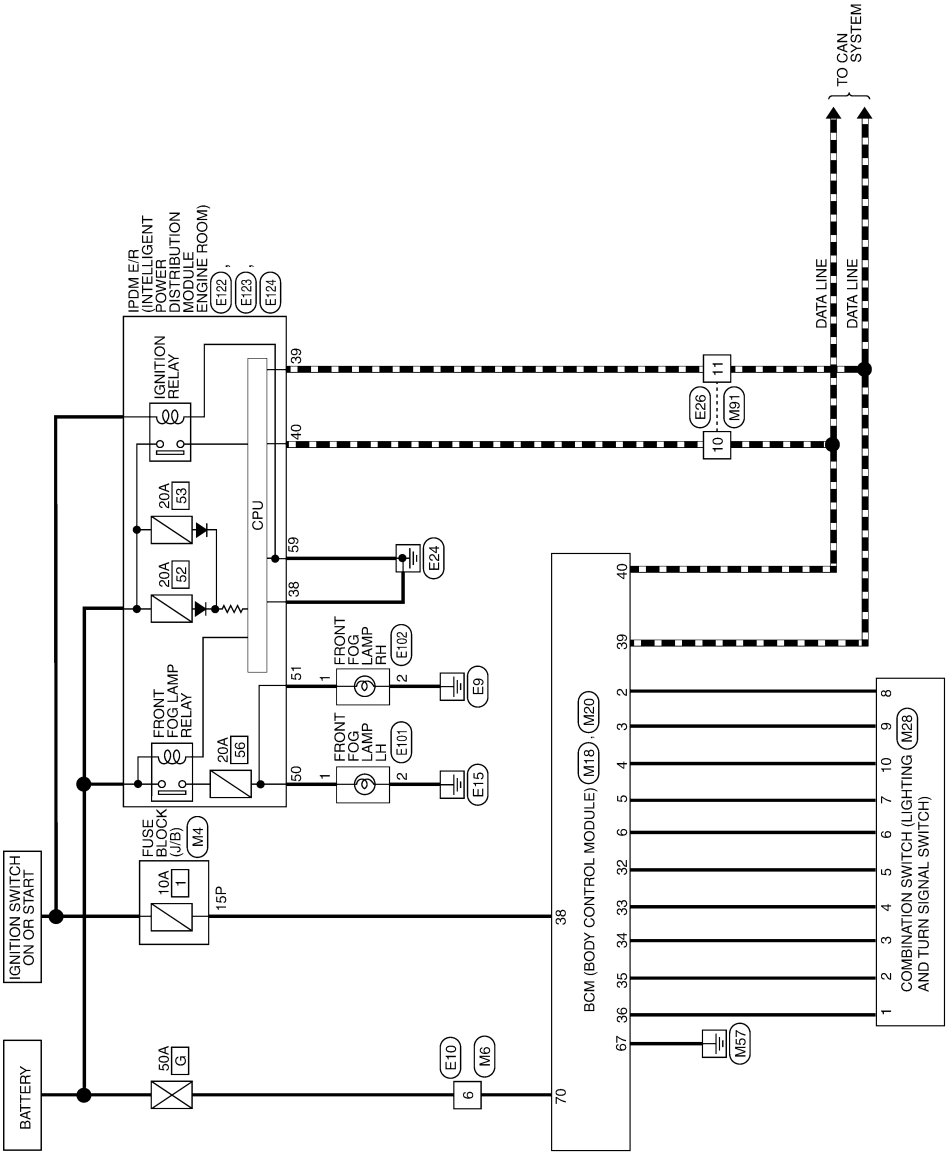 BATTERY
IGNITION SWITCH
ON OR START
50A
G
E10
M6
6
70
10A
1
FUSE
BLOCK
(J/B)
M4
15P
38
FRONT
FOG LAMP
RELAY
20A
56
20A
52
20A
53
IGNITION
RELAY
CPU
IPDM E/R
(INTELLIGENT
POWER
DISTRIBUTION
MODULE
ENGINE ROOM)
E122 ,
E123 ,
E124
50
51
38
59
40
39
1
FRONT
FOG
LAMP
LH
E101
2
E15
1
FRONT
FOG
LAMP
RH
E102
2
E9
E24
10
11
E26
M91
DATA LINE
DATA LINE
TO CAN
SYSTEM
BCM (BODY CONTROL MODULE) M18 , M20
67
36
35
34
33
32
6
5
4
3
2
39
40
M57
1
2
3
4
5
6
7
10
9
8
COMBINATION SWITCH (LIGHTING
AND TURN SIGNAL SWITCH)
M28